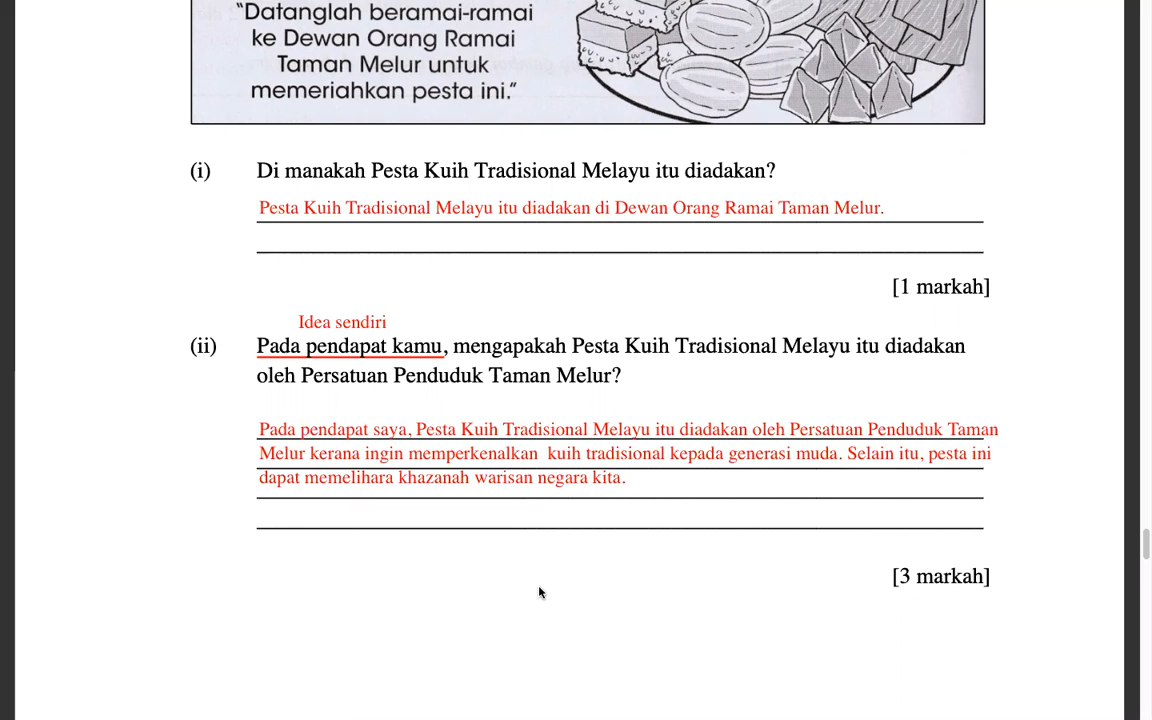 "Datanglah beramai-ramai
ke Dewan Orang Ramai
Taman Melur untuk
memeriahkan pesta ini."
(i) Di manakah Pesta Kuih Tradisional Melayu itu diadakan?
Pesta Kuih Tradisional Melayu itu diadakan di Dewan Orang Ramai Taman Melur.
[1 markah]
Idea sendiri
(ii) Pada pendapat kamu, mengapakah Pesta Kuih Tradisional Melayu itu diadakan
oleh Persatuan Penduduk Taman Melur?
Pada pendapat saya, Pesta Kuih Tradisional Melayu itu diadakan oleh Persatuan Penduduk Taman
Melur kerana ingin memperkenalkan kuih tradisional kepada generasi muda. Selain itu, pesta ini
dapat memelihara khazanah warisan negara kita.
[3 markah]